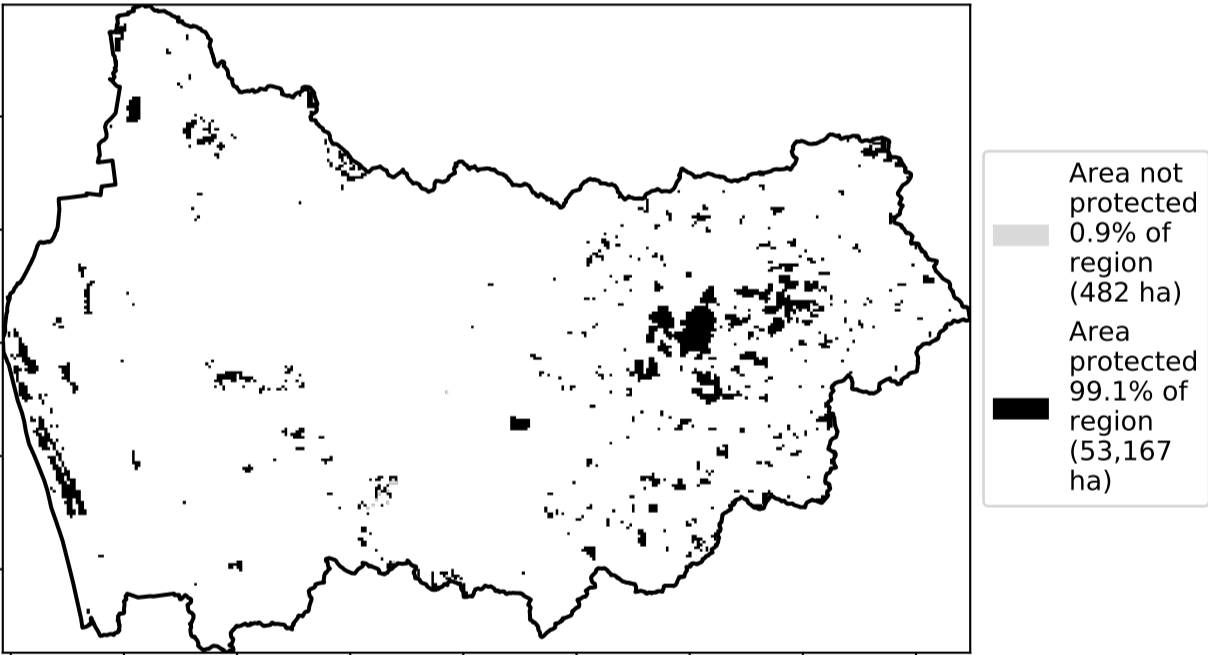 Area not
protected
0.9% of
region
(482 ha)
Area
protected
99.1% of
region
(53,167
ha)